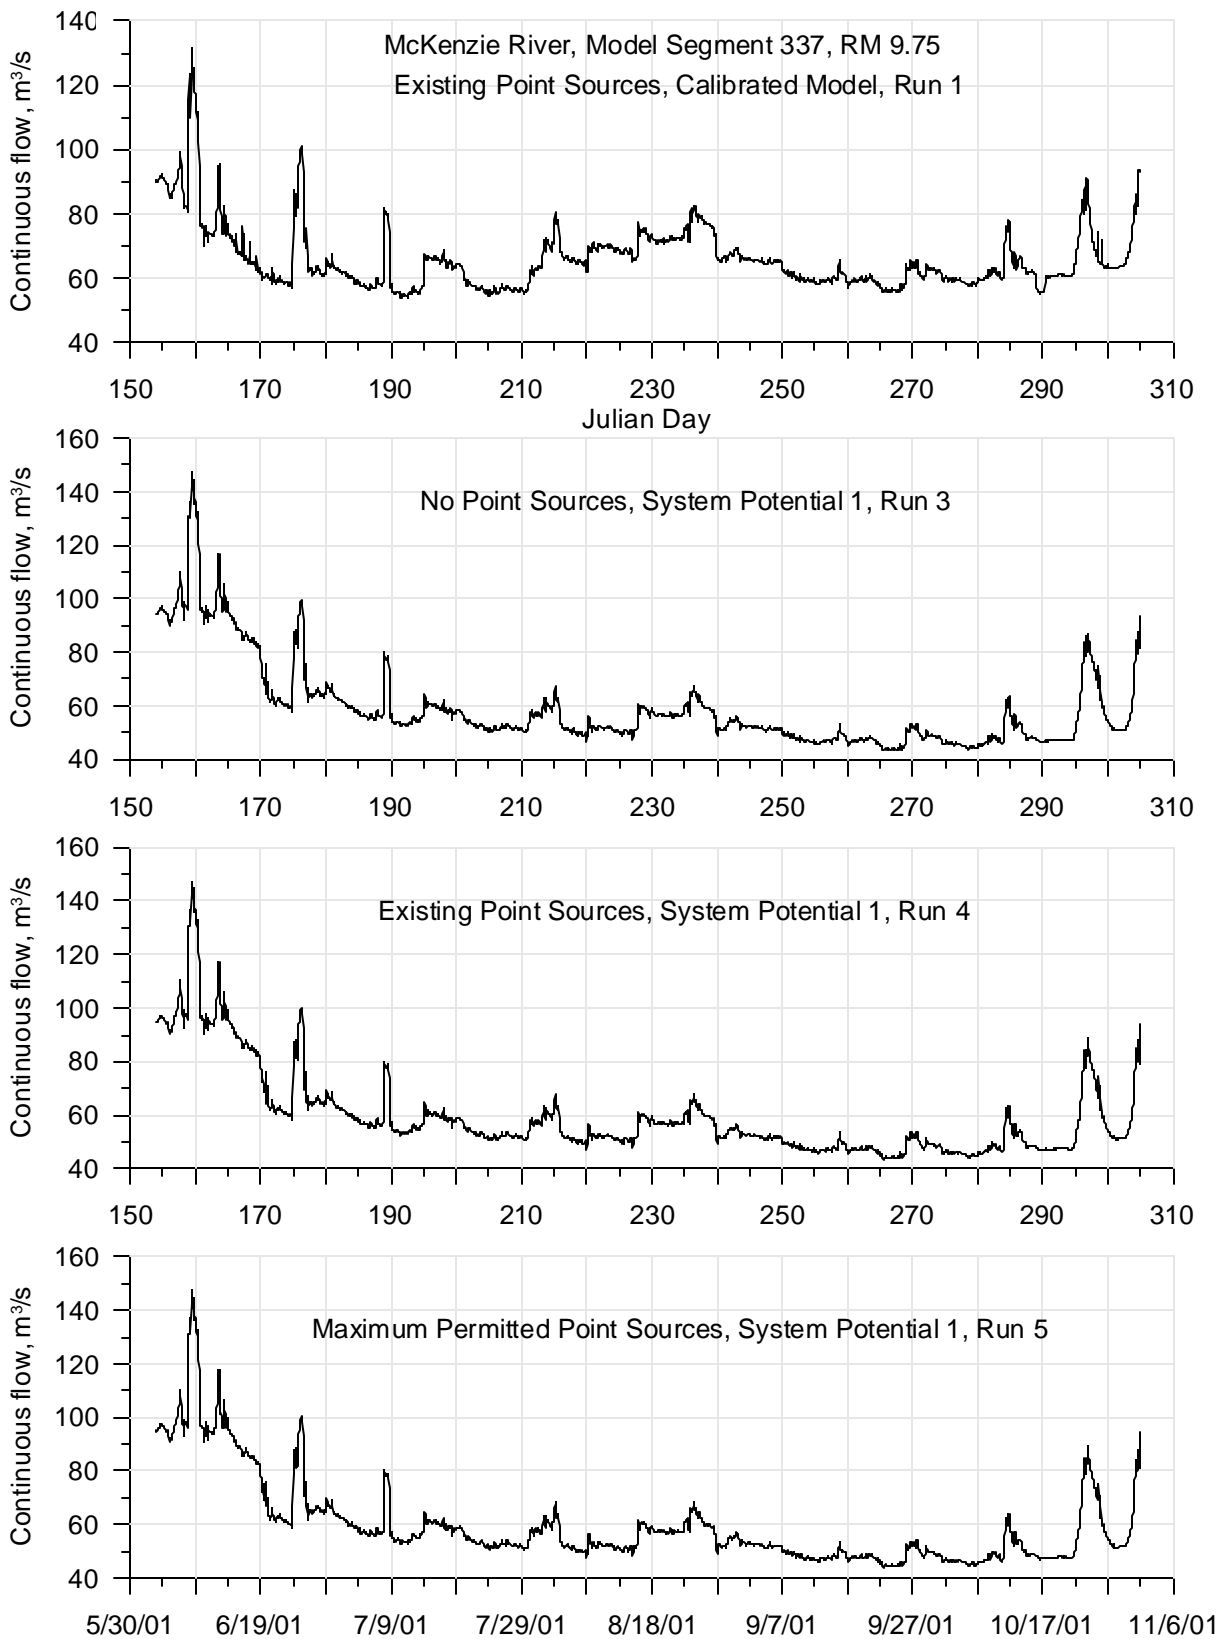 McKenzie River, Model Segment 337, RM 9.75
Existing Point Sources, Calibrated Model, Run 1
Continuous flow, m³/s
140
120
100
80
60
40
150 170 190 210 230 250 270 290 310
Julian Day
No Point Sources, System Potential 1, Run 3
Continuous flow, m³/s
160
140
120
100
80
60
40
150 170 190 210 230 250 270 290 310
Existing Point Sources, System Potential 1, Run 4
Continuous flow, m³/s
160
140
120
100
80
60
40
150 170 190 210 230 250 270 290 310
Maximum Permitted Point Sources, System Potential 1, Run 5
Continuous flow, m³/s
160
140
120
100
80
60
40
5/30/01 6/19/01 7/9/01 7/29/01 8/18/01 9/7/01 9/27/01 10/17/01 11/6/01